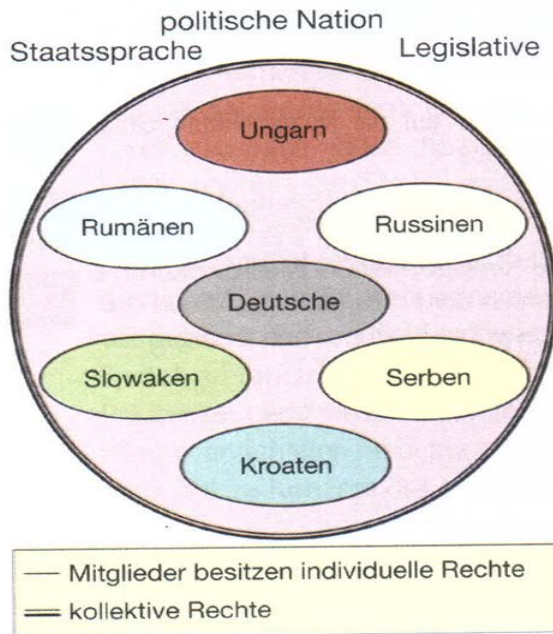 politische Nation
Staatssprache Legislative
Ungarn
Rumänen Russinen
Deutsche
Slowaken Serben
Kroaten
— Mitglieder besitzen individuelle Rechte
═ kollektive Rechte